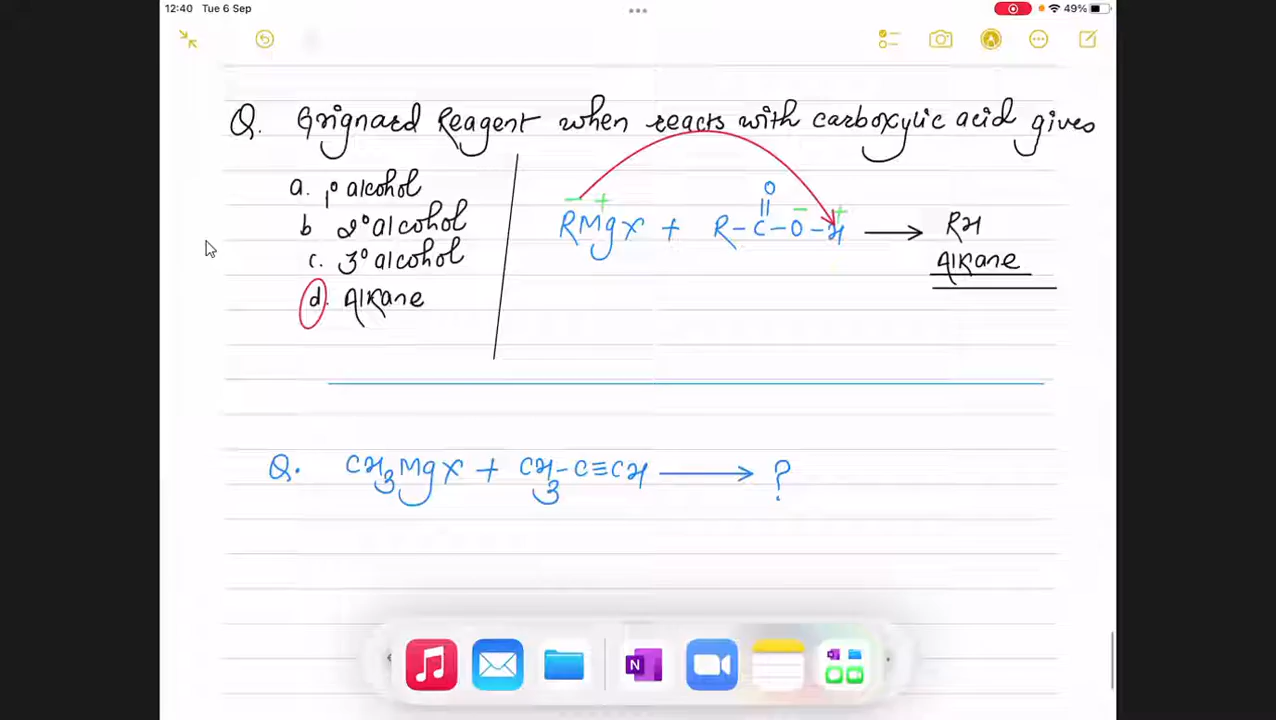 12:40 Tue 6 Sep
49%
Q. Grignard Reagent when reacts with carboxylic acid gives
a. 1° alcohol
b 2° alcohol
c. 3° alcohol
d. Alkane
− + O − +
RMgX + R-C-O-H ⟶ RH
Alkane
Q. CH3MgX + CH3-C≡CH ⟶ ?
N